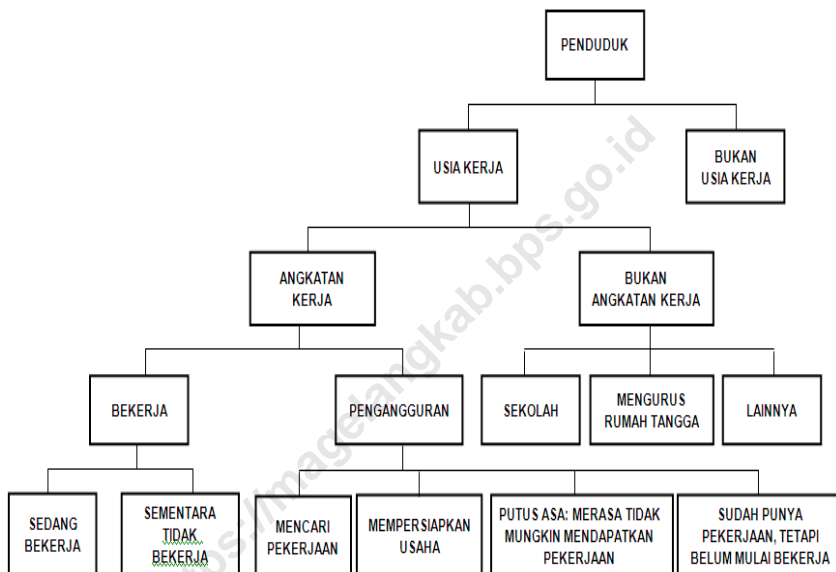 PENDUDUK
USIA KERJA
BUKAN
USIA KERJA
ANGKATAN
KERJA
BUKAN
ANGKATAN KERJA
BEKERJA
PENGANGGURAN
SEKOLAH
MENGURUS
RUMAH TANGGA
LAINNYA
SEDANG
BEKERJA
SEMENTARA
TIDAK
BEKERJA
MENCARI
PEKERJAAN
MEMPERSIAPKAN
USAHA
PUTUS ASA: MERASA TIDAK
MUNGKIN MENDAPATKAN
PEKERJAAN
SUDAH PUNYA
PEKERJAAN, TETAPI
BELUM MULAI BEKERJA
ps://magelangkab.bps.go.id